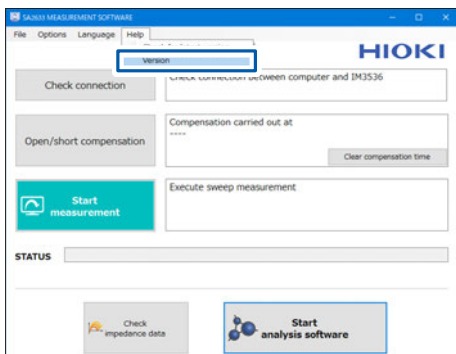 SA2633 MEASUREMENT SOFTWARE
File Options Language Help
Version
HIOKI
Check connection
Check connection between computer and IM3536
Open/short compensation
Compensation carried out at
----
Clear compensation time
Start
measurement
Execute sweep measurement
STATUS
Check
impedance data
Start
analysis software